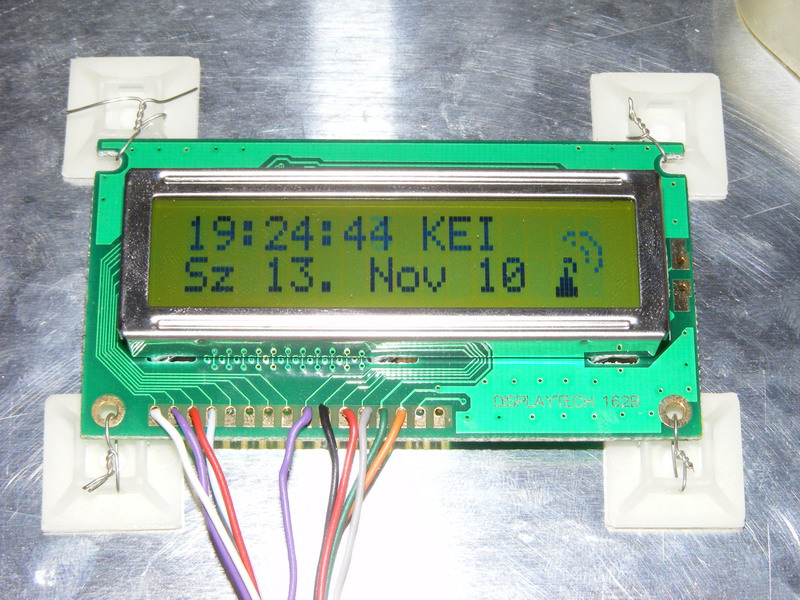 19:24:44 KEI
Sz 13. Nov 10
DISPLAYTECH 162B